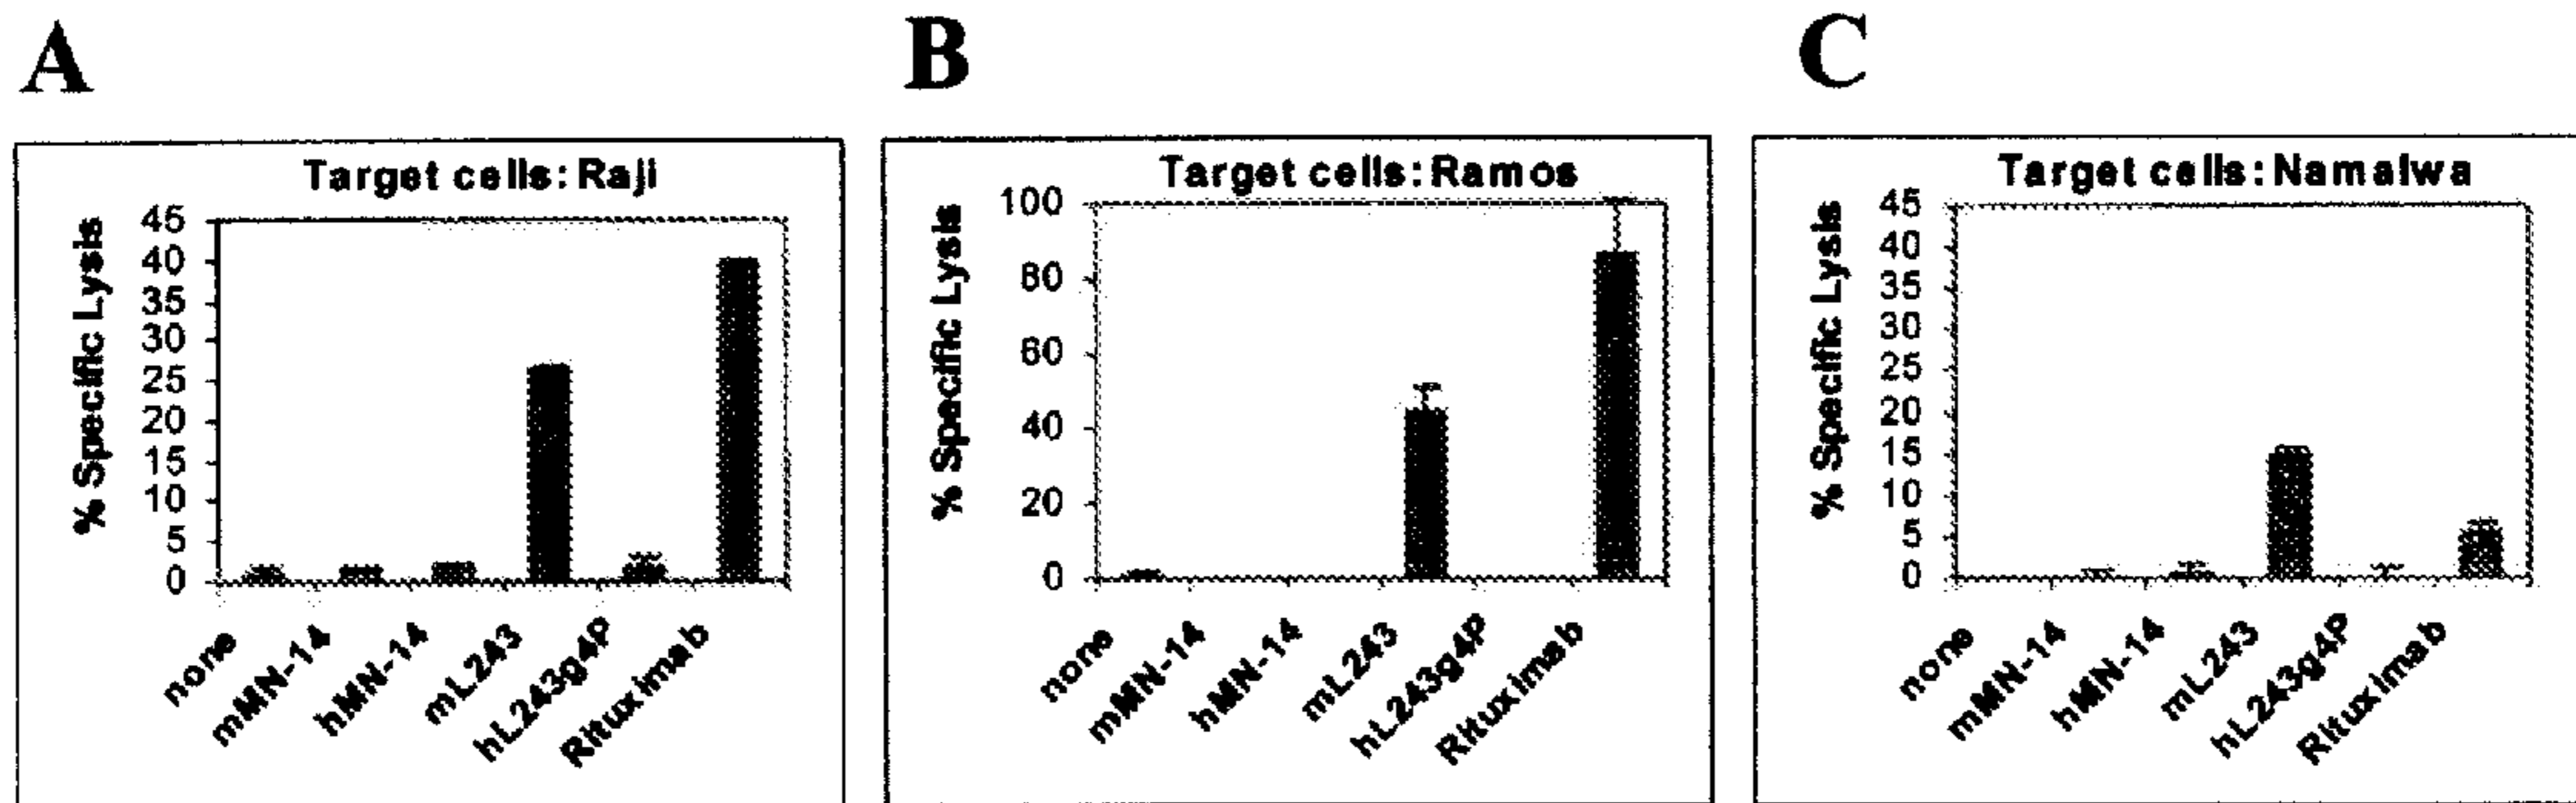 A
B
C
Target cells: Raji
% Specific Lysis
45
40
35
30
25
20
15
10
5
0
none
mMN-14
hMN-14
mL243
hL243g4P
Rituximab
Target cells: Ramos
% Specific Lysis
100
80
60
40
20
0
none
mMN-14
hMN-14
mL243
hL243g4P
Rituximab
Target cells: Namalwa
% Specific Lysis
45
40
35
30
25
20
15
10
5
0
none
mMN-14
hMN-14
mL243
hL243g4P
Rituximab